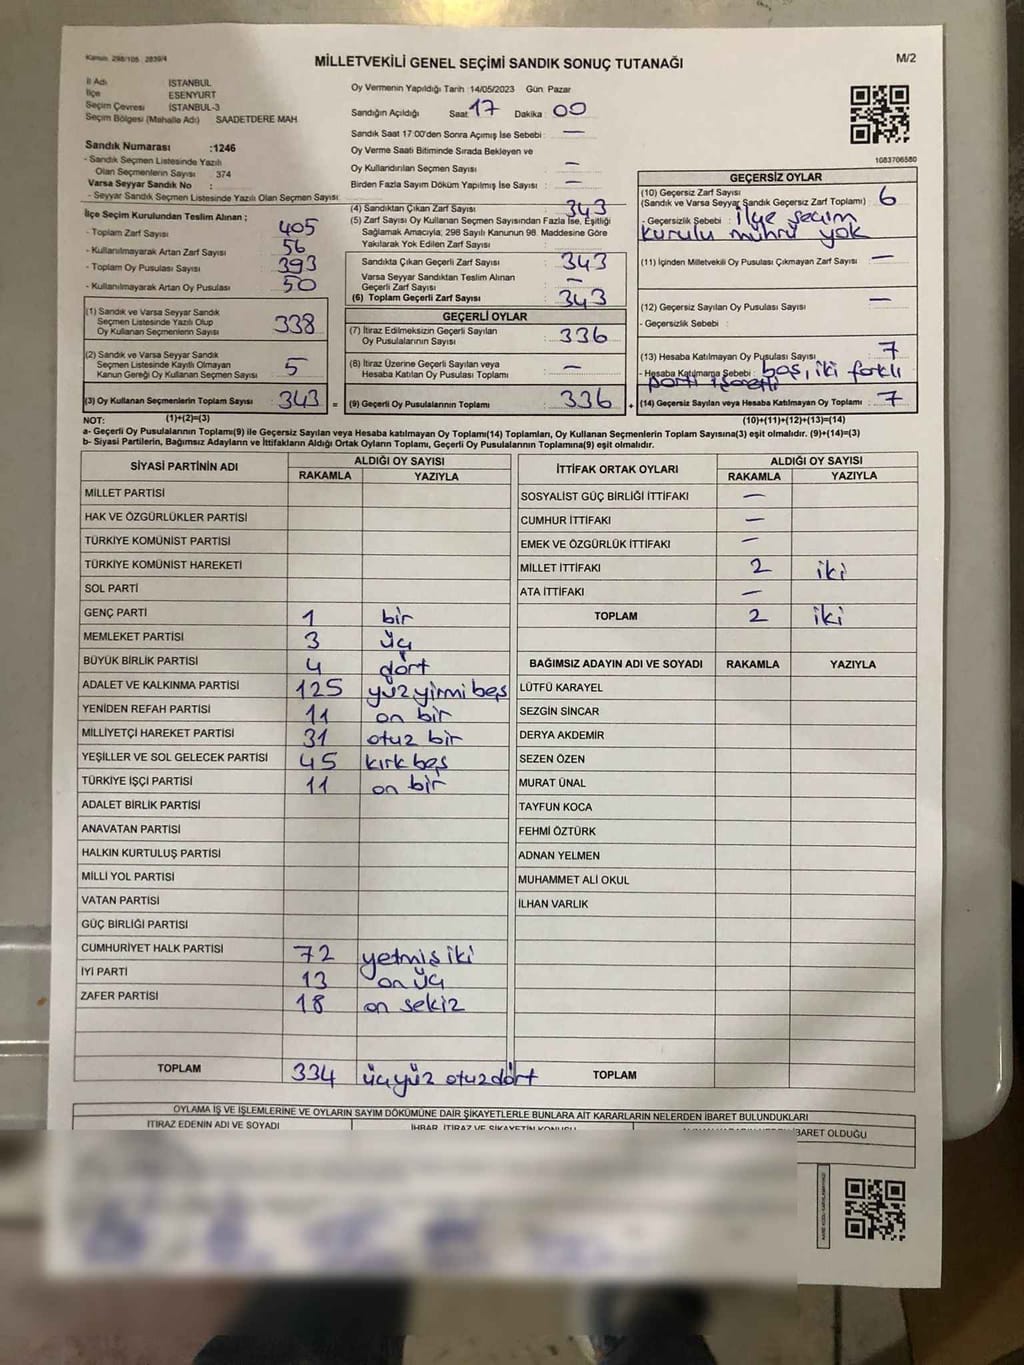 Kanun: 298/105 2839/4
MİLLETVEKİLİ GENEL SEÇİMİ SANDIK SONUÇ TUTANAĞI
M/2
İl Adı İSTANBUL
İlçe ESENYURT
Seçim Çevresi İSTANBUL-3
Seçim Bölgesi (Mahalle Adı) SAADETDERE MAH
Sandık Numarası :1246
- Sandık Seçmen Listesinde Yazılı
Olan Seçmenlerin Sayısı : 374
Varsa Seyyar Sandık No :
- Seyyar Sandık Seçmen Listesinde Yazılı Olan Seçmen Sayısı :
Oy Vermenin Yapıldığı Tarih : 14/05/2023 Gün: Pazar
Sandığın Açıldığı Saat 17 Dakika 00
Sandık Saat 17:00'den Sonra Açımış İse Sebebi : —
Oy Verme Saati Bitiminde Sırada Bekleyen ve
Oy Kullandırılan Seçmen Sayısı : —
Birden Fazla Sayım Döküm Yapılmış İse Sayısı : —
1083706580
İlçe Seçim Kurulundan Teslim Alınan ;
- Toplam Zarf Sayısı : 405
- Kullanılmayarak Artan Zarf Sayısı : 56
- Toplam Oy Pusulası Sayısı : 393
- Kullanılmayarak Artan Oy Pusulası : 50
(1) Sandık ve Varsa Seyyar Sandık
Seçmen Listesinde Yazılı Olup
Oy Kullanan Seçmenlerin Sayısı : 338
(2) Sandık ve Varsa Seyyar Sandık
Seçmen Listesinde Kayıtlı Olmayan
Kanun Gereği Oy Kullanan Seçmen Sayısı : 5
(3) Oy Kullanan Seçmenlerin Toplam Sayısı : 343 =
(1)+(2)=(3)
(4) Sandıktan Çıkan Zarf Sayısı : 343
(5) Zarf Sayısı Oy Kullanan Seçmen Sayısından Fazla İse, Eşitliği
Sağlamak Amacıyla; 298 Sayılı Kanunun 98. Maddesine Göre
Yakılarak Yok Edilen Zarf Sayısı :
Sandıkta Çıkan Geçerli Zarf Sayısı : 343
Varsa Seyyar Sandıktan Teslim Alınan
Geçerli Zarf Sayısı : —
(6) Toplam Geçerli Zarf Sayısı : 343
GEÇERLİ OYLAR
(7) İtiraz Edilmeksizin Geçerli Sayılan
Oy Pusulalarının Sayısı : 336
(8) İtiraz Üzerine Geçerli Sayılan veya
Hesaba Katılan Oy Pusulası Toplamı : —
(9) Geçerli Oy Pusulalarının Toplamı : 336 +
GEÇERSİZ OYLAR
(10) Geçersiz Zarf Sayısı
(Sandık ve Varsa Seyyar Sandık Geçersiz Zarf Toplamı) : 6
- Geçersizlik Sebebi : ilçe seçim
kurulu mührü yok
(11) İçinden Milletvekili Oy Pusulası Çıkmayan Zarf Sayısı : —
(12) Geçersiz Sayılan Oy Pusulası Sayısı : —
- Geçersizlik Sebebi :
(13) Hesaba Katılmayan Oy Pusulası Sayısı : 7
- Hesaba Katılmama Sebebi : boş, iki farklı
parti işaretli
(14) Geçersiz Sayılan veya Hesaba Katılmayan Oy Toplamı : 7
(10)+(11)+(12)+(13)=(14)
NOT:
a- Geçerli Oy Pusulalarının Toplamı(9) ile Geçersiz Sayılan veya Hesaba katılmayan Oy Pusulası Toplamı(14) Toplamları, Oy Kullanan Seçmenlerin Toplam Sayısına(3) eşit olmalıdır. (9)+(14)=(3)
b- Siyasi Partilerin, Bağımsız Adayların ve İttifakların Aldığı Ortak Oyların Toplamı, Geçerli Oy Pusulalarının Toplamına(9) eşit olmalıdır.
SİYASİ PARTİNİN ADI ALDIĞI OY SAYISI
RAKAMLA YAZIYLA
MİLLET PARTİSİ
HAK VE ÖZGÜRLÜKLER PARTİSİ
TÜRKİYE KOMÜNİST PARTİSİ
TÜRKİYE KOMÜNİST HAREKETİ
SOL PARTİ
GENÇ PARTİ 1 bir
MEMLEKET PARTİSİ 3 üç
BÜYÜK BİRLİK PARTİSİ 4 dört
ADALET VE KALKINMA PARTİSİ 125 yüz yirmi beş
YENİDEN REFAH PARTİSİ 11 on bir
MİLLİYETÇİ HAREKET PARTİSİ 31 otuz bir
YEŞİLLER VE SOL GELECEK PARTİSİ 45 kırk beş
TÜRKİYE İŞÇİ PARTİSİ 11 on bir
ADALET BİRLİK PARTİSİ
ANAVATAN PARTİSİ
HALKIN KURTULUŞ PARTİSİ
MİLLİ YOL PARTİSİ
VATAN PARTİSİ
GÜÇ BİRLİĞİ PARTİSİ
CUMHURİYET HALK PARTİSİ 72 yetmiş iki
İYİ PARTİ 13 on üç
ZAFER PARTİSİ 18 on sekiz
TOPLAM 334 üçyüz otuzdört
İTTİFAK ORTAK OYLARI ALDIĞI OY SAYISI
RAKAMLA YAZIYLA
SOSYALİST GÜÇ BİRLİĞİ İTTİFAKI —
CUMHUR İTTİFAKI —
EMEK VE ÖZGÜRLÜK İTTİFAKI —
MİLLET İTTİFAKI 2 iki
ATA İTTİFAKI —
TOPLAM 2 iki
BAĞIMSIZ ADAYIN ADI VE SOYADI RAKAMLA YAZIYLA
LÜTFÜ KARAYEL
SEZGİN SİNCAR
DERYA AKDEMİR
SEZEN ÖZEN
MURAT ÜNAL
TAYFUN KOCA
FEHMİ ÖZTÜRK
ADNAN YELMEN
MUHAMMET ALİ OKUL
İLHAN VARLIK
TOPLAM
OYLAMA İŞ VE İŞLEMLERİNE VE OYLARIN SAYIM DÖKÜMÜNE DAİR ŞİKAYETLERLE BUNLARA AİT KARARLARIN NELERDEN İBARET BULUNDUKLARI
İTİRAZ EDENİN ADI VE SOYADI
İHBAR, İTİRAZ VE ŞİKAYETİN KONUSU
İBARET OLDUĞU